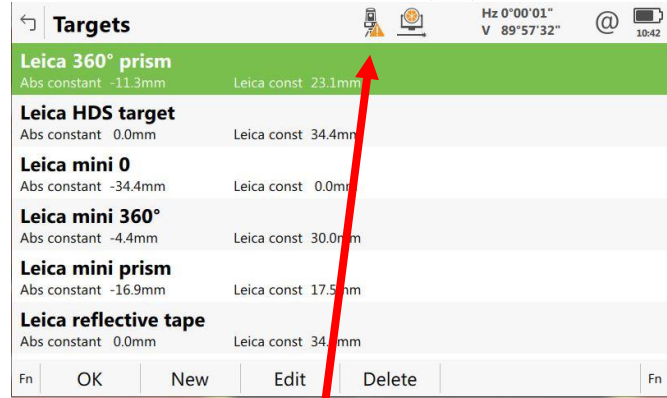 Targets
Hz 0°00'01"
V 89°57'32"
@
10:42
Leica 360° prism
Abs constant -11.3mm Leica const 23.1mm
Leica HDS target
Abs constant 0.0mm Leica const 34.4mm
Leica mini 0
Abs constant -34.4mm Leica const 0.0mm
Leica mini 360°
Abs constant -4.4mm Leica const 30.0mm
Leica mini prism
Abs constant -16.9mm Leica const 17.5mm
Leica reflective tape
Abs constant 0.0mm Leica const
Fn OK New Edit Delete Fn